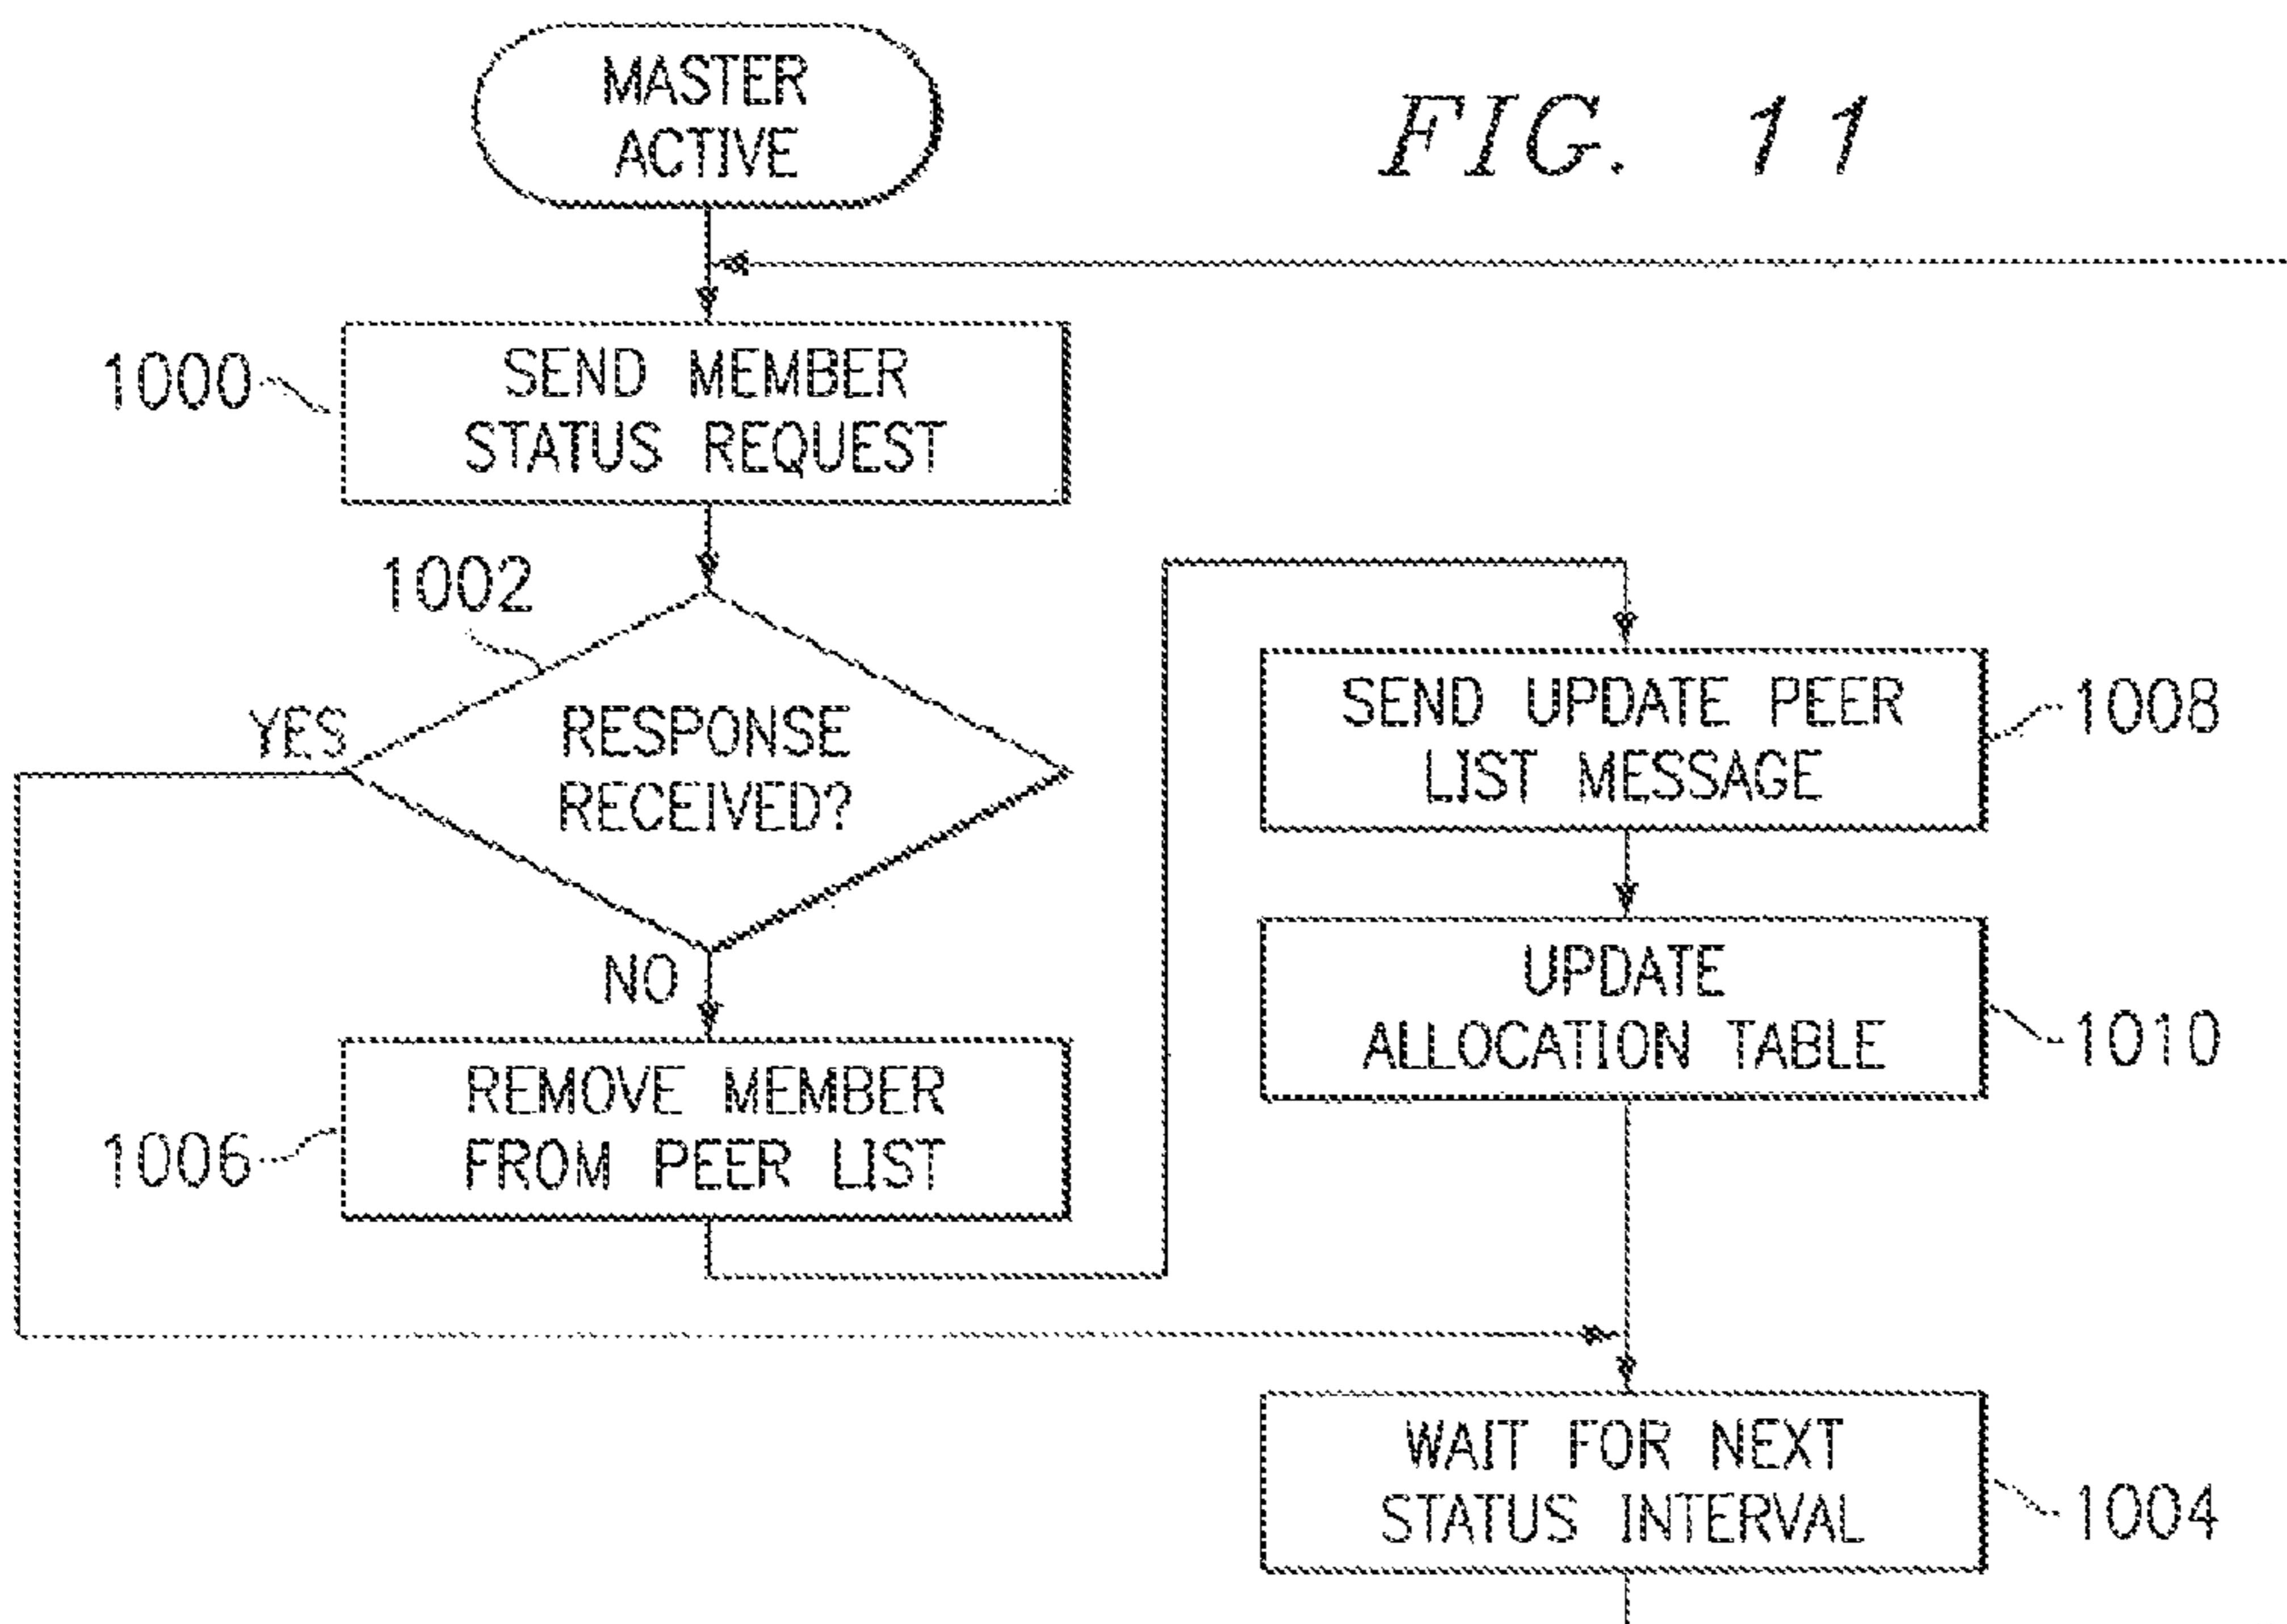 MASTER
ACTIVE
FIG. 11
1000
SEND MEMBER
STATUS REQUEST
1002
YES
RESPONSE
RECEIVED?
NO
1006
REMOVE MEMBER
FROM PEER LIST
SEND UPDATE PEER
LIST MESSAGE
1008
UPDATE
ALLOCATION TABLE
1010
WAIT FOR NEXT
STATUS INTERVAL
1004